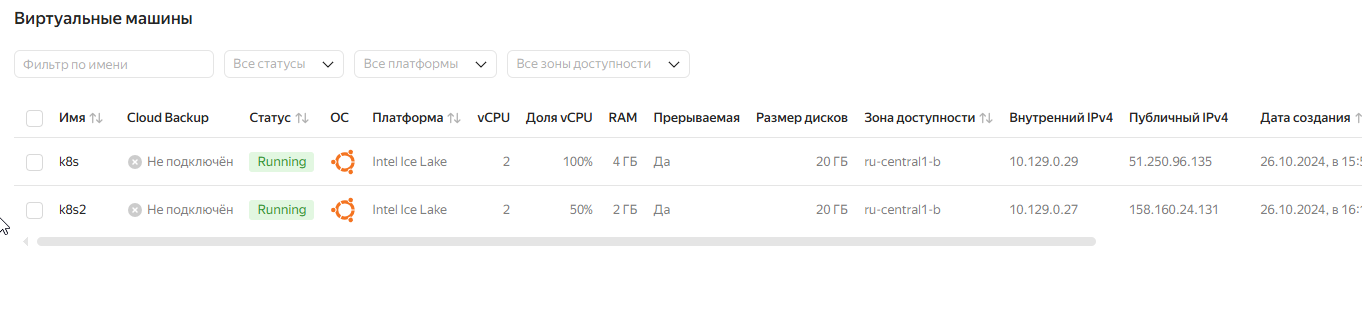 Виртуальные машины
Фильтр по имени Все статусы Все платформы Все зоны доступности
Имя Cloud Backup Статус ОС Платформа vCPU Доля vCPU RAM Прерываемая Размер дисков Зона доступности Внутренний IPv4 Публичный IPv4 Дата создания
k8s Не подключён Running Intel Ice Lake 2 100% 4 ГБ Да 20 ГБ ru-central1-b 10.129.0.29 51.250.96.135 26.10.2024, в 15:
k8s2 Не подключён Running Intel Ice Lake 2 50% 2 ГБ Да 20 ГБ ru-central1-b 10.129.0.27 158.160.24.131 26.10.2024, в 16: